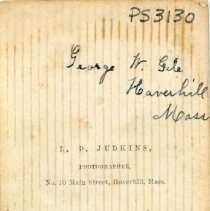 PS3130
George W. Gile
Haverhill
Mass
L. D. JUDKINS,
PHOTOGRAPHER,
No. 10 Main Street, Haverhill, Mass.